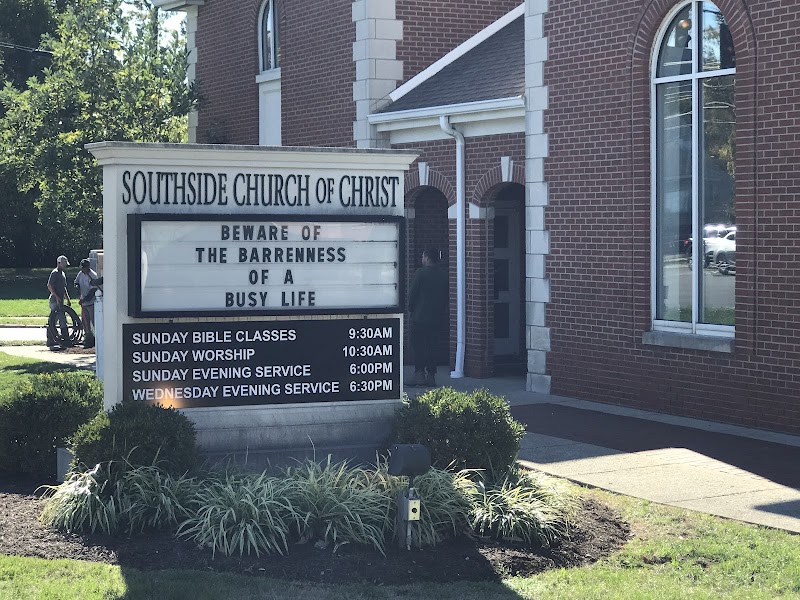 SOUTHSIDE CHURCH OF CHRIST
BEWARE OF
THE BARRENNESS
OF A
BUSY LIFE
SUNDAY BIBLE CLASSES 9:30AM
SUNDAY WORSHIP 10:30AM
SUNDAY EVENING SERVICE 6:00PM
WEDNESDAY EVENING SERVICE 6:30PM